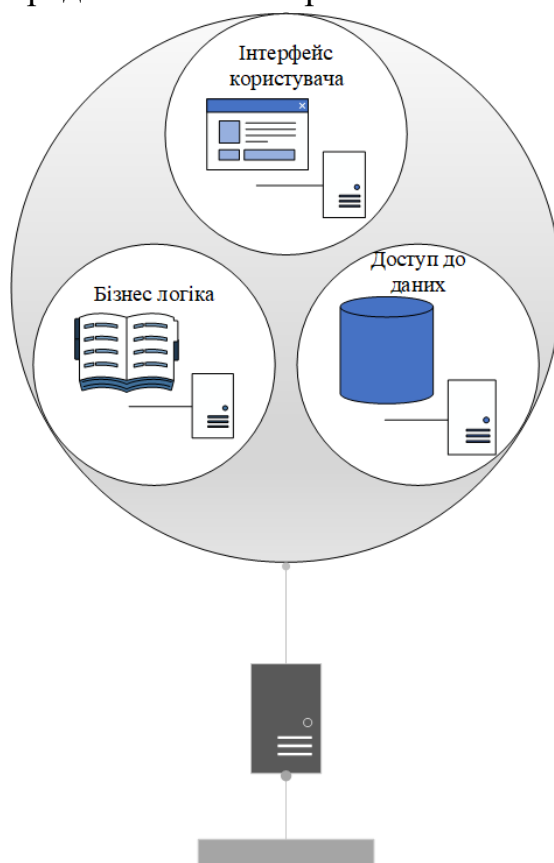 Інтерфейс
користувача
Бізнес логіка
Доступ до
даних